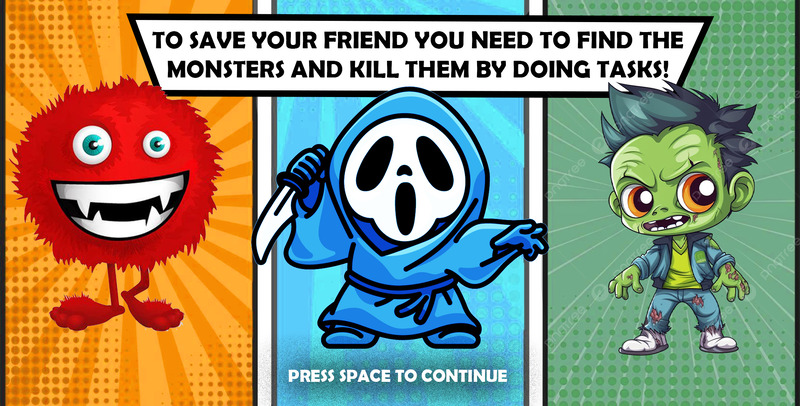 TO SAVE YOUR FRIEND YOU NEED TO FIND THE
MONSTERS AND KILL THEM BY DOING TASKS!
PRESS SPACE TO CONTINUE